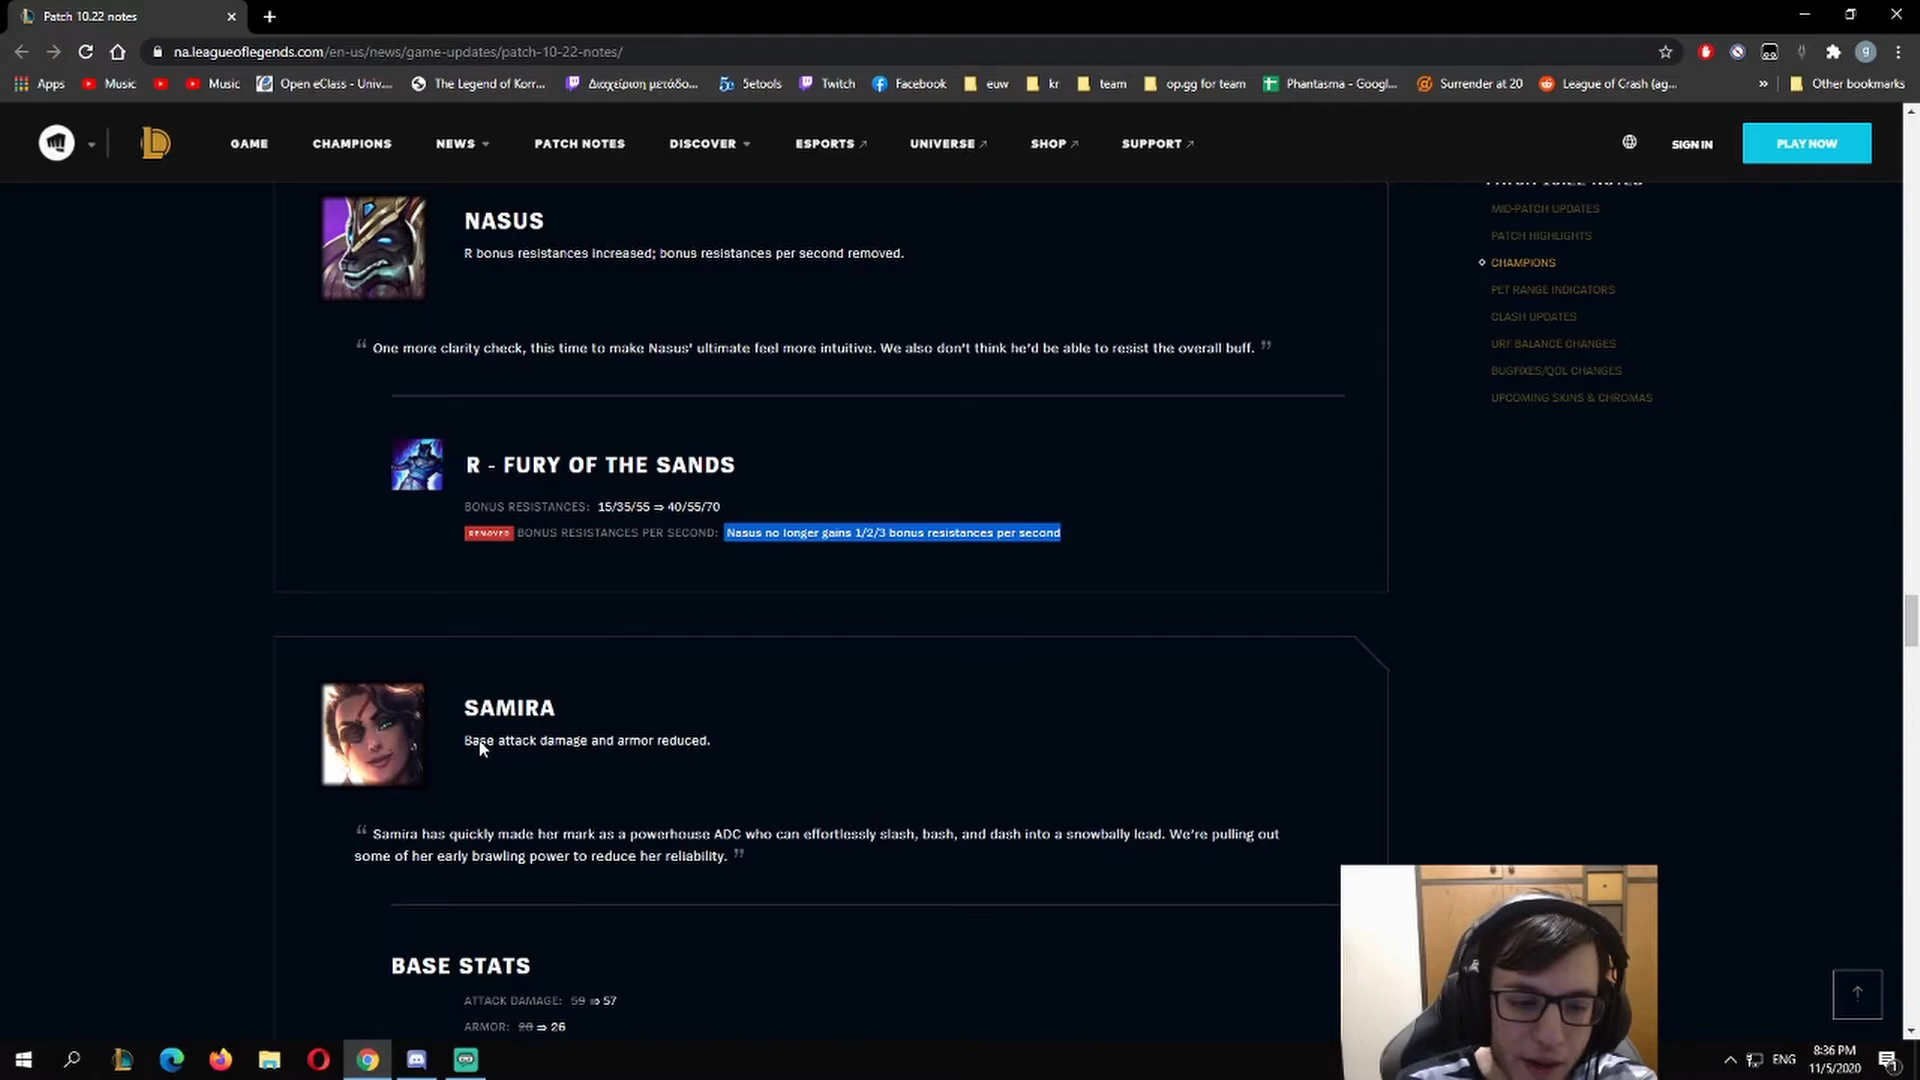 Patch 10.22 notes
na.leagueoflegends.com/en-us/news/game-updates/patch-10-22-notes/
Apps
Music
Music
Open eClass - Univ...
The Legend of Korr...
Διαχείριση μετάδο...
5etools
Twitch
Facebook
euw
kr
team
op.gg for team
Phantasma - Googl...
Surrender at 20
League of Crash (ag...
»
Other bookmarks
GAME
CHAMPIONS
NEWS
PATCH NOTES
DISCOVER
ESPORTS
UNIVERSE
SHOP
SUPPORT
SIGN IN
PLAY NOW
PATCH 10.22 NOTES
MID-PATCH UPDATES
PATCH HIGHLIGHTS
CHAMPIONS
PET RANGE INDICATORS
CLASH UPDATES
URF BALANCE CHANGES
BUGFIXES/QOL CHANGES
UPCOMING SKINS & CHROMAS
NASUS
R bonus resistances increased; bonus resistances per second removed.
“ One more clarity check, this time to make Nasus' ultimate feel more intuitive. We also don't think he'd be able to resist the overall buff. ”
R - FURY OF THE SANDS
BONUS RESISTANCES: 15/35/55 ⇒ 40/55/70
REMOVED BONUS RESISTANCES PER SECOND: Nasus no longer gains 1/2/3 bonus resistances per second
SAMIRA
Base attack damage and armor reduced.
“ Samira has quickly made her mark as a powerhouse ADC who can effortlessly slash, bash, and dash into a snowbally lead. We're pulling out
some of her early brawling power to reduce her reliability. ”
BASE STATS
ATTACK DAMAGE: 59 ⇒ 57
ARMOR: 28 ⇒ 26
ENG
8:36 PM
11/5/2020
1